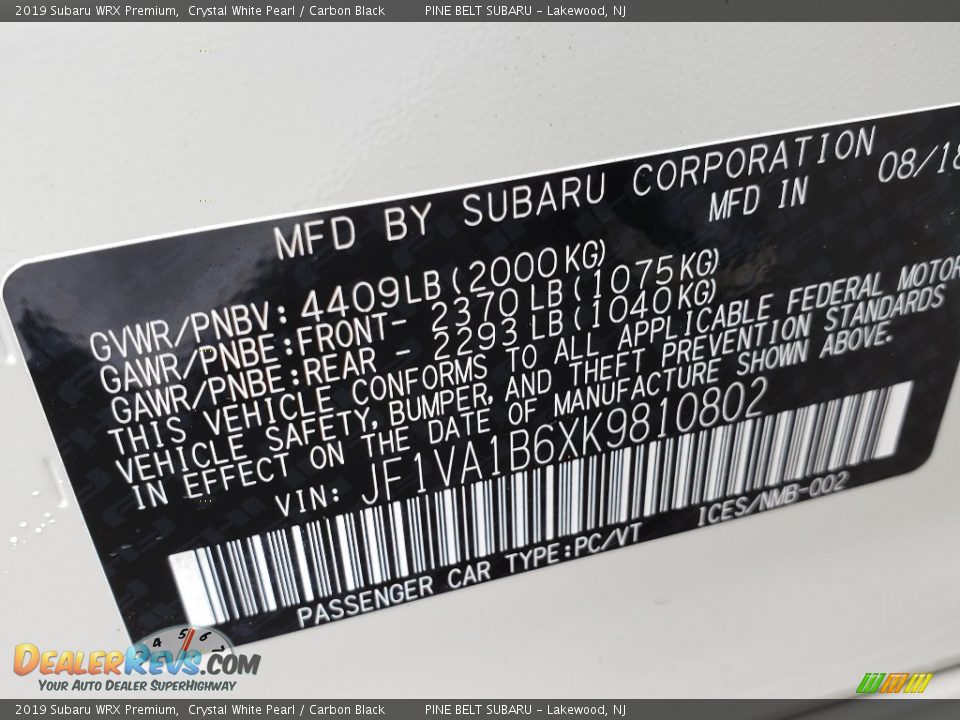 2019 Subaru WRX Premium, Crystal White Pearl / Carbon Black PINE BELT SUBARU - Lakewood, NJ
MFD BY SUBARU CORPORATION 08/18
MFD IN
GVWR/PNBV: 4409LB(2000KG)
GAWR/PNBE:FRONT- 2370LB(1075KG)
GAWR/PNBE:REAR - 2293LB(1040KG)
THIS VEHICLE CONFORMS TO ALL APPLICABLE FEDERAL MOTOR
VEHICLE SAFETY,BUMPER,AND THEFT PREVENTION STANDARDS
IN EFFECT ON THE DATE OF MANUFACTURE SHOWN ABOVE.
VIN: JF1VA1B6XK9810802
PASSENGER CAR TYPE:PC/VT ICES/NMB-002
4 5 6 7
DEALERREVS.COM
YOUR AUTO DEALER SUPERHIGHWAY
2019 Subaru WRX Premium, Crystal White Pearl / Carbon Black PINE BELT SUBARU - Lakewood, NJ